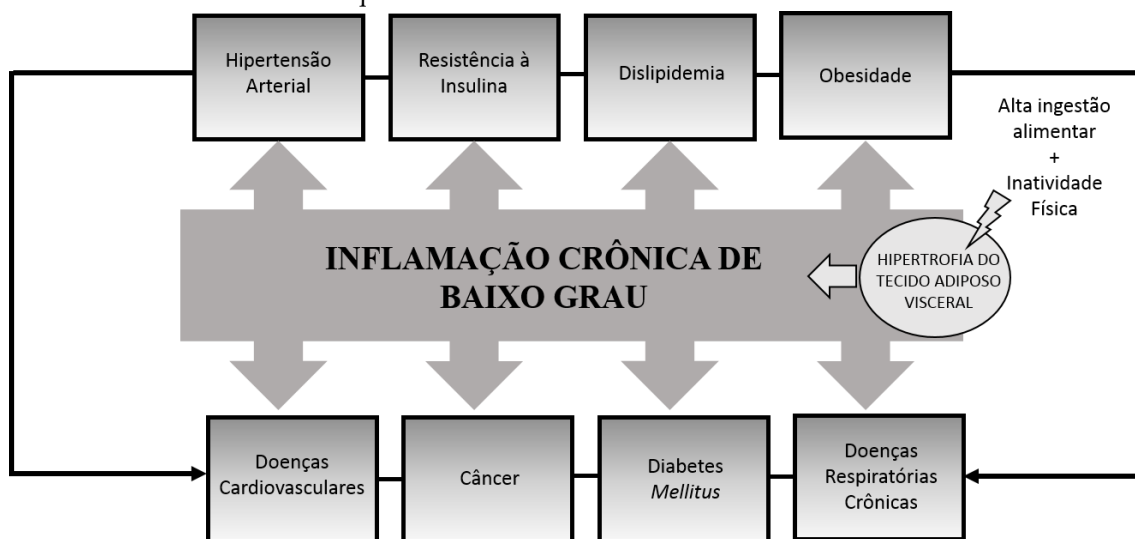 Hipertensão
Arterial
Resistência à
Insulina
Dislipidemia
Obesidade
Alta ingestão
alimentar
+
Inatividade
Física
INFLAMAÇÃO CRÔNICA DE
BAIXO GRAU
HIPERTROFIA DO
TECIDO ADIPOSO
VISCERAL
Doenças
Cardiovasculares
Câncer
Diabetes
Mellitus
Doenças
Respiratórias
Crônicas